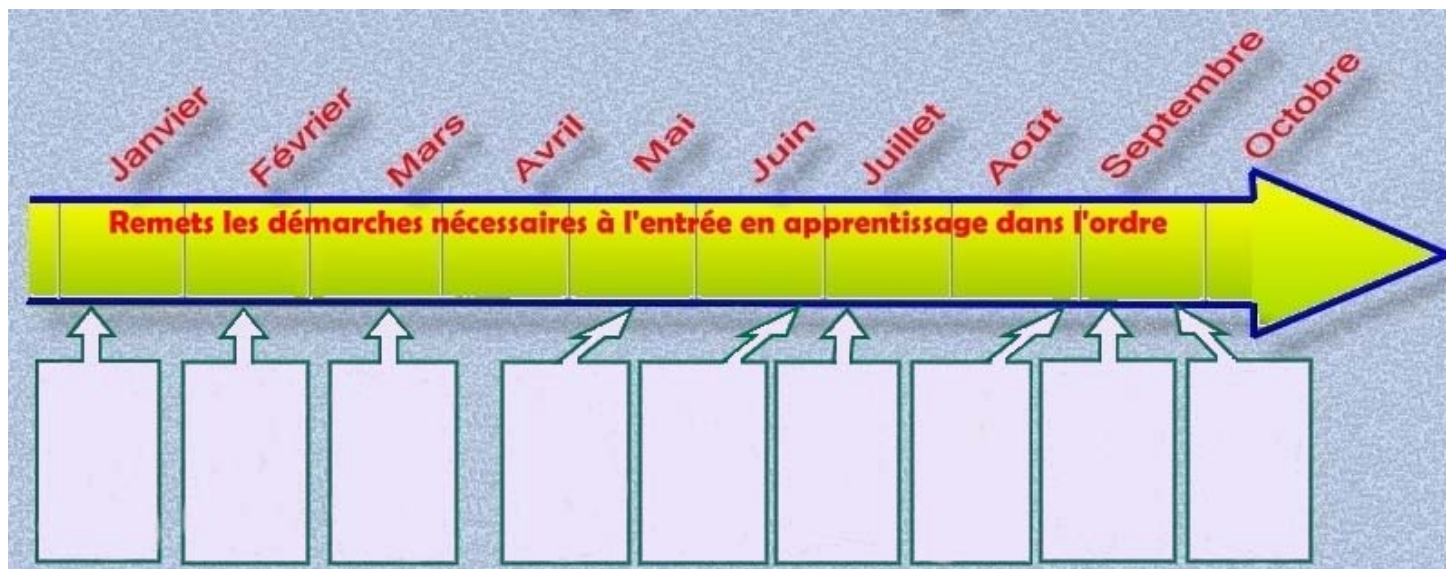 Janvier
Février
Mars
Avril
Mai
Juin
Juillet
Août
Septembre
Octobre
Remets les démarches nécessaires à l'entrée en apprentissage dans l'ordre